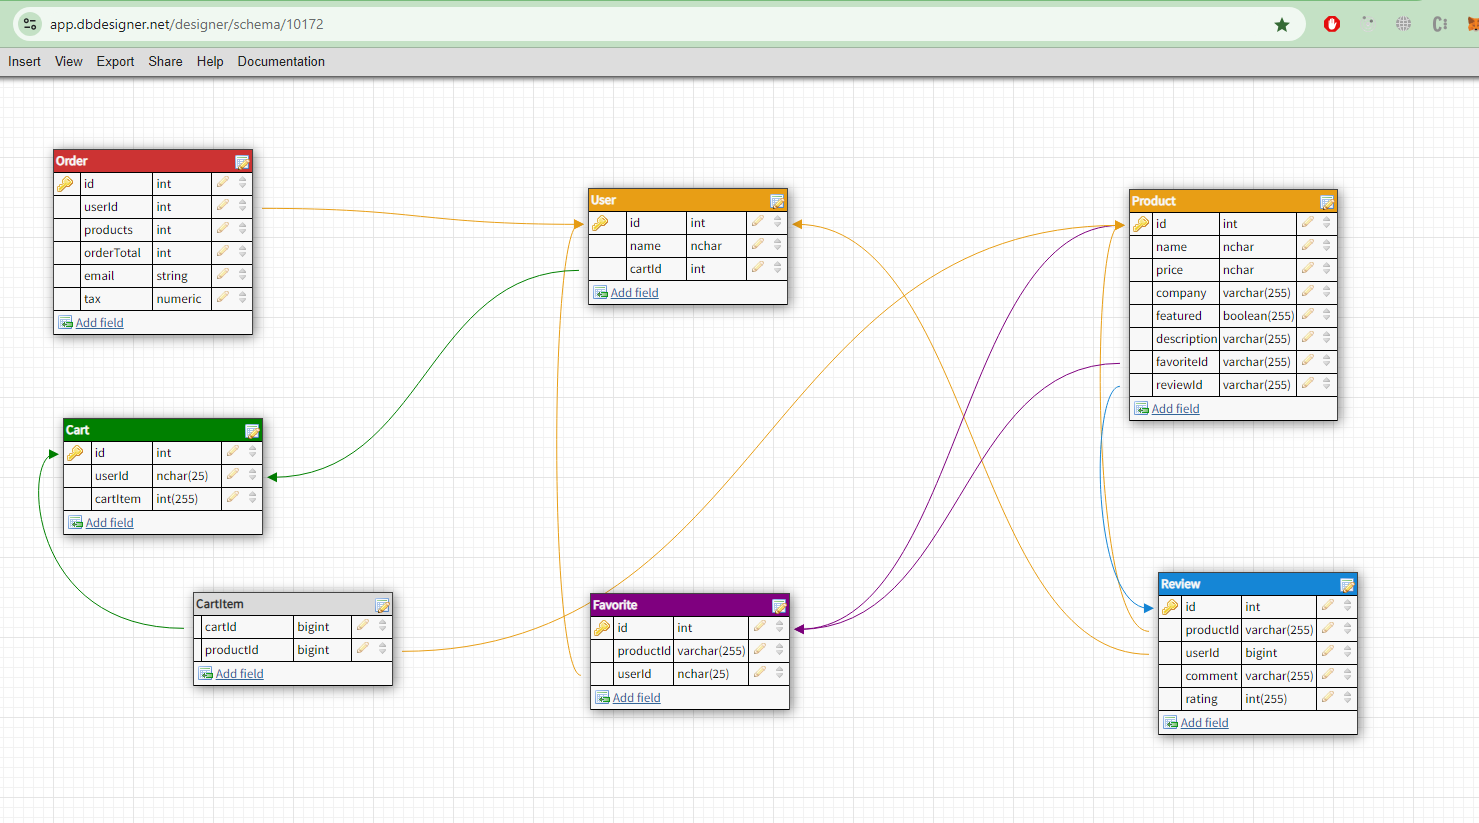 app.dbdesigner.net/designer/schema/10172
Insert View Export Share Help Documentation
Order
id int
userId int
products int
orderTotal int
email string
tax numeric
Add field
User
id int
name nchar
cartId int
Add field
Product
id int
name nchar
price nchar
company varchar(255)
featured boolean(255)
description varchar(255)
favoriteId varchar(255)
reviewId varchar(255)
Add field
Cart
id int
userId nchar(25)
cartItem int(255)
Add field
CartItem
cartId bigint
productId bigint
Add field
Favorite
id int
productId varchar(255)
userId nchar(25)
Add field
Review
id int
productId varchar(255)
userId bigint
comment varchar(255)
rating int(255)
Add field